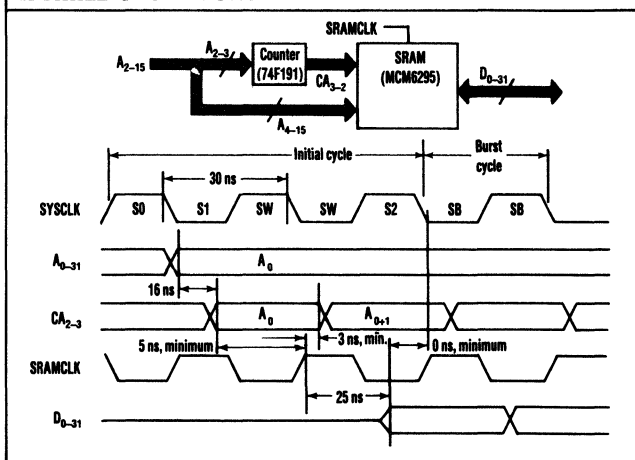 SRAMCLK
A2–15
A2–3
Counter
(74F191)
CA3–2
SRAM
(MCM6295)
D0–31
A4–15
Initial cycle
Burst
cycle
30 ns
SYSCLK
S0 S1 SW SW S2 SB SB
A0–31
A0
16 ns
CA2–3
A0
A0+1
5 ns, minimum
3 ns, min.
0 ns, minimum
SRAMCLK
25 ns
D0–31